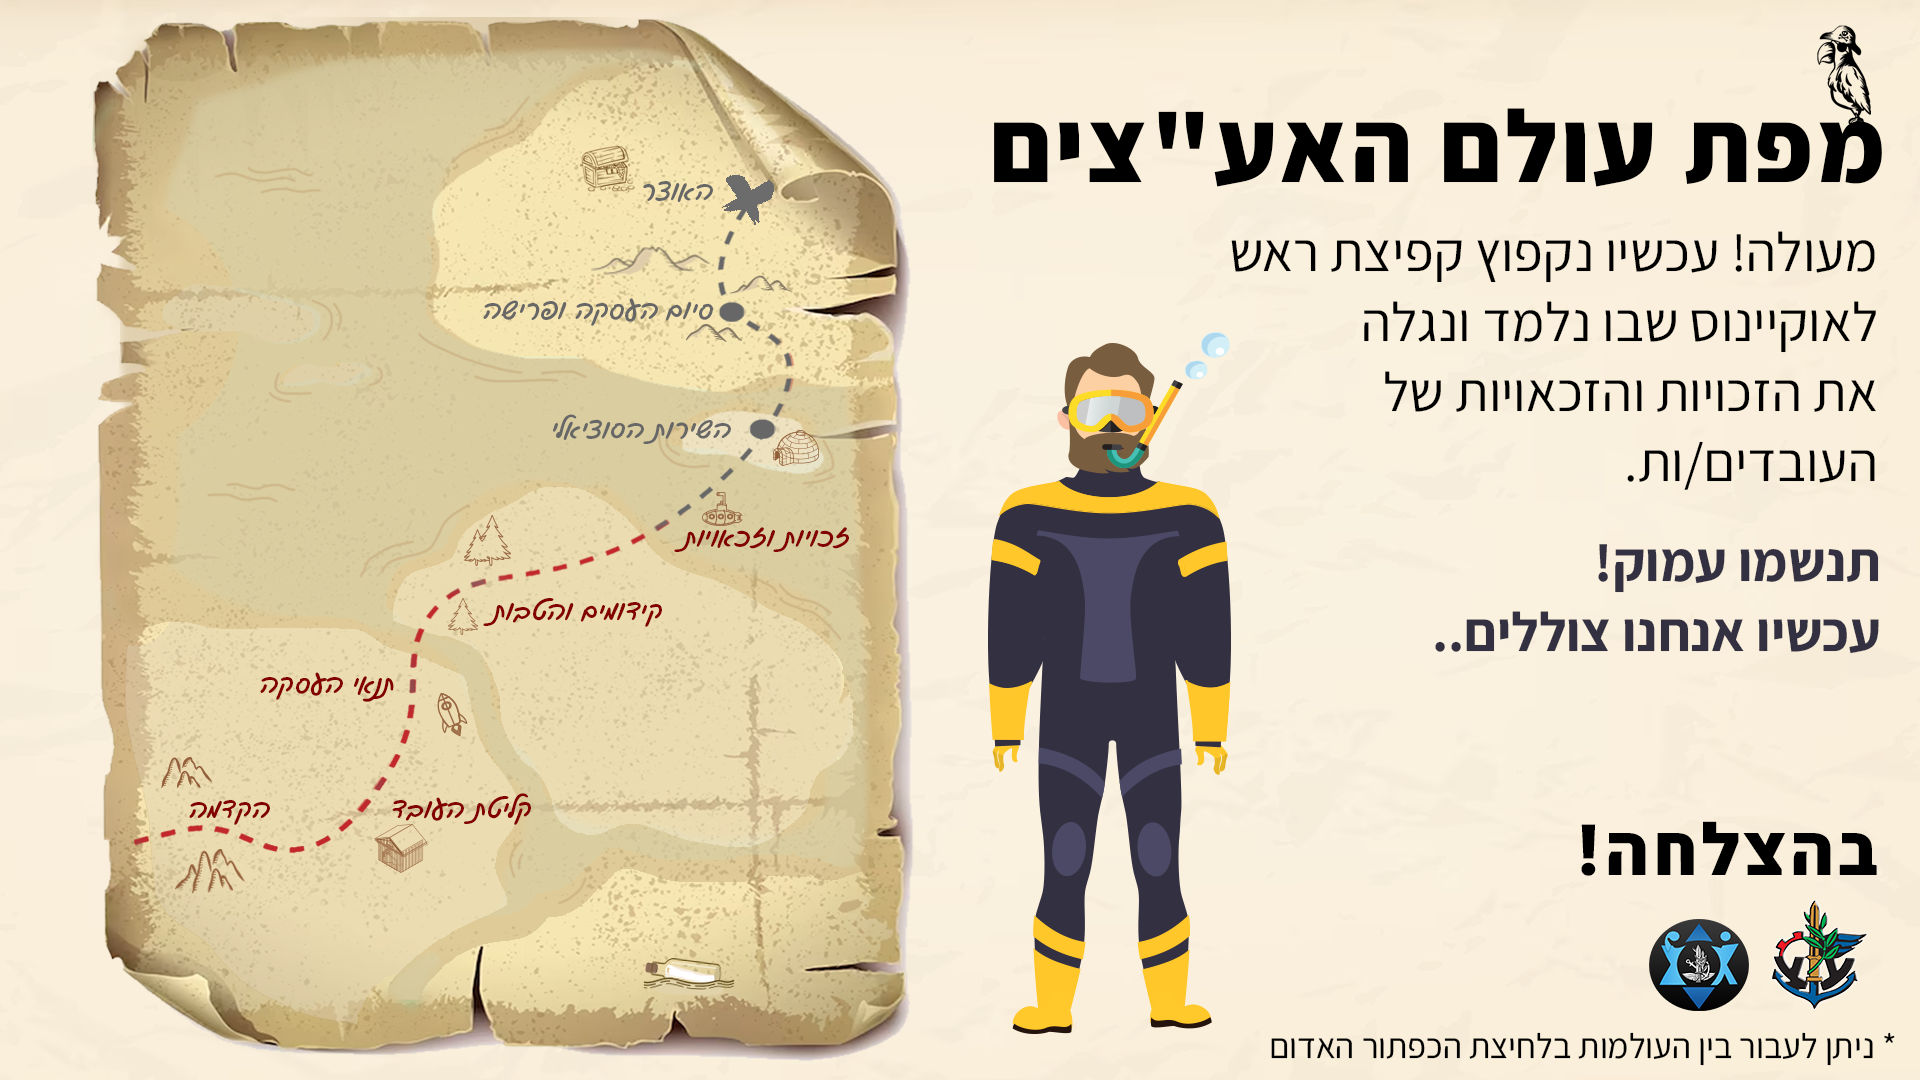 מפת עולם האע"צים
מעולה! עכשיו נקפוץ קפיצת ראש
לאוקיינוס שבו נלמד ונגלה
את הזכויות והזכאויות של
העובדים/ות.
תנשמו עמוק!
עכשיו אנחנו צוללים..
בהצלחה!
* ניתן לעבור בין העולמות בלחיצת הכפתור האדום
האוצר
סיום העסקה ופרישה
השירות הסוציאלי
זכויות וזכאויות
קידומים והטבות
תנאי העסקה
קליטת העובד
הקדמה